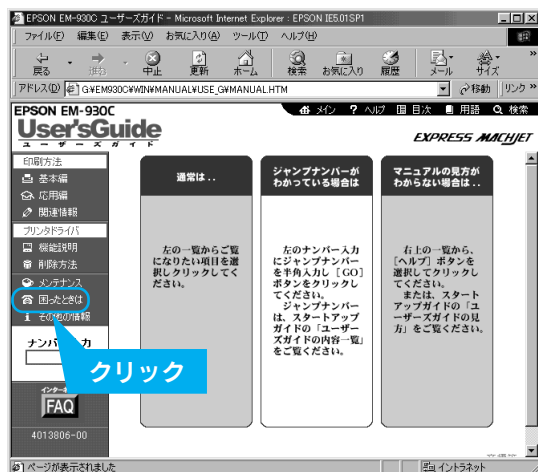 EPSON EM-930C ユーザーズガイド - Microsoft Internet Explorer : EPSON IE5.01SP1
ファイル(F) 編集(E) 表示(V) お気に入り(A) ツール(T) ヘルプ(H)
戻る 進む 中止 更新 ホーム 検索 お気に入り 履歴 メール サイズ
アドレス(D) G:¥EM930C¥WIN¥MANUAL¥USE_G¥MANUAL.HTM 移動 リンク
EPSON EM-930C
User'sGuide
ユーザーズガイド
メイン ? ヘルプ 目次 用語 検索
EXPRESS MACHJET
印刷方法
基本編
応用編
関連情報
プリンタドライバ
機能説明
削除方法
メンテナンス
困ったときは
i その他の情報
ナンバー 力
クリック
インターネ
FAQ
4013806-00
通常は..
左の一覧からご覧
になりたい項目を選
択しクリックしてく
ださい。
ジャンプナンバーが
わかっている場合は
左のナンバー入力
にジャンプナンバー
を半角入力し[GO]
ボタンをクリックし
てください。
ジャンプナンバー
は、スタートアップ
ガイドの「ユーザー
ズガイドの内容一覧」
をご覧ください。
マニュアルの見方が
わからない場合は..
右上の一覧から、
[ヘルプ]ボタンを
選択してクリックし
てください。
または、スタート
アップガイドの「ユ
ーザーズガイドの見
方」をご覧ください。
ページが表示されました
イントラネット